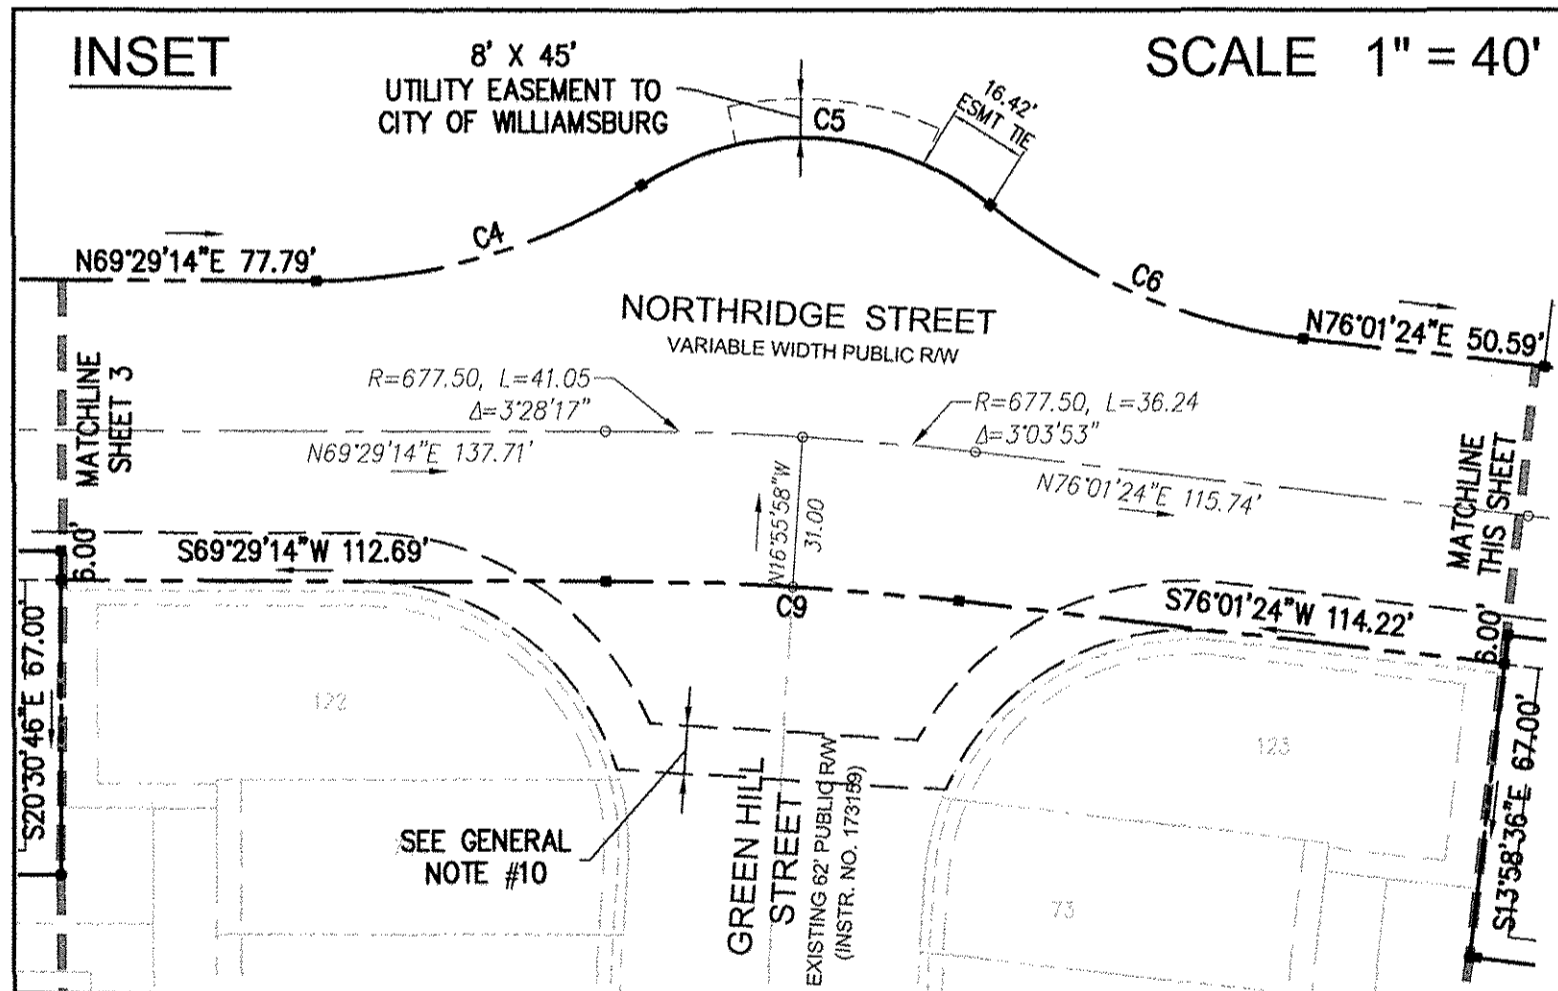 INSET
SCALE 1" = 40'
8' X 45'
UTILITY EASEMENT TO
CITY OF WILLIAMSBURG
C5
16.42'
ESMT TIE
C4
N69°29'14"E 77.79'
C6
NORTHRIDGE STREET
VARIABLE WIDTH PUBLIC R/W
N76°01'24"E 50.59'
MATCHLINE
SHEET 3
R=677.50, L=41.05
Δ=3°28'17"
N69°29'14"E 137.71'
R=677.50, L=36.24
Δ=3°03'53"
N76°01'24"E 115.74'
MATCHLINE
THIS SHEET
N16°55'58"W
31.00
6.00'
S69°29'14"W 112.69'
C9
S76°01'24"W 114.22'
6.00'
S20°30'46"E 67.00'
122
123
S13°58'36"E 67.00'
SEE GENERAL
NOTE #10
GREEN HILL
STREET
EXISTING 62' PUBLIC R/W
(INSTR. NO. 173159)
73